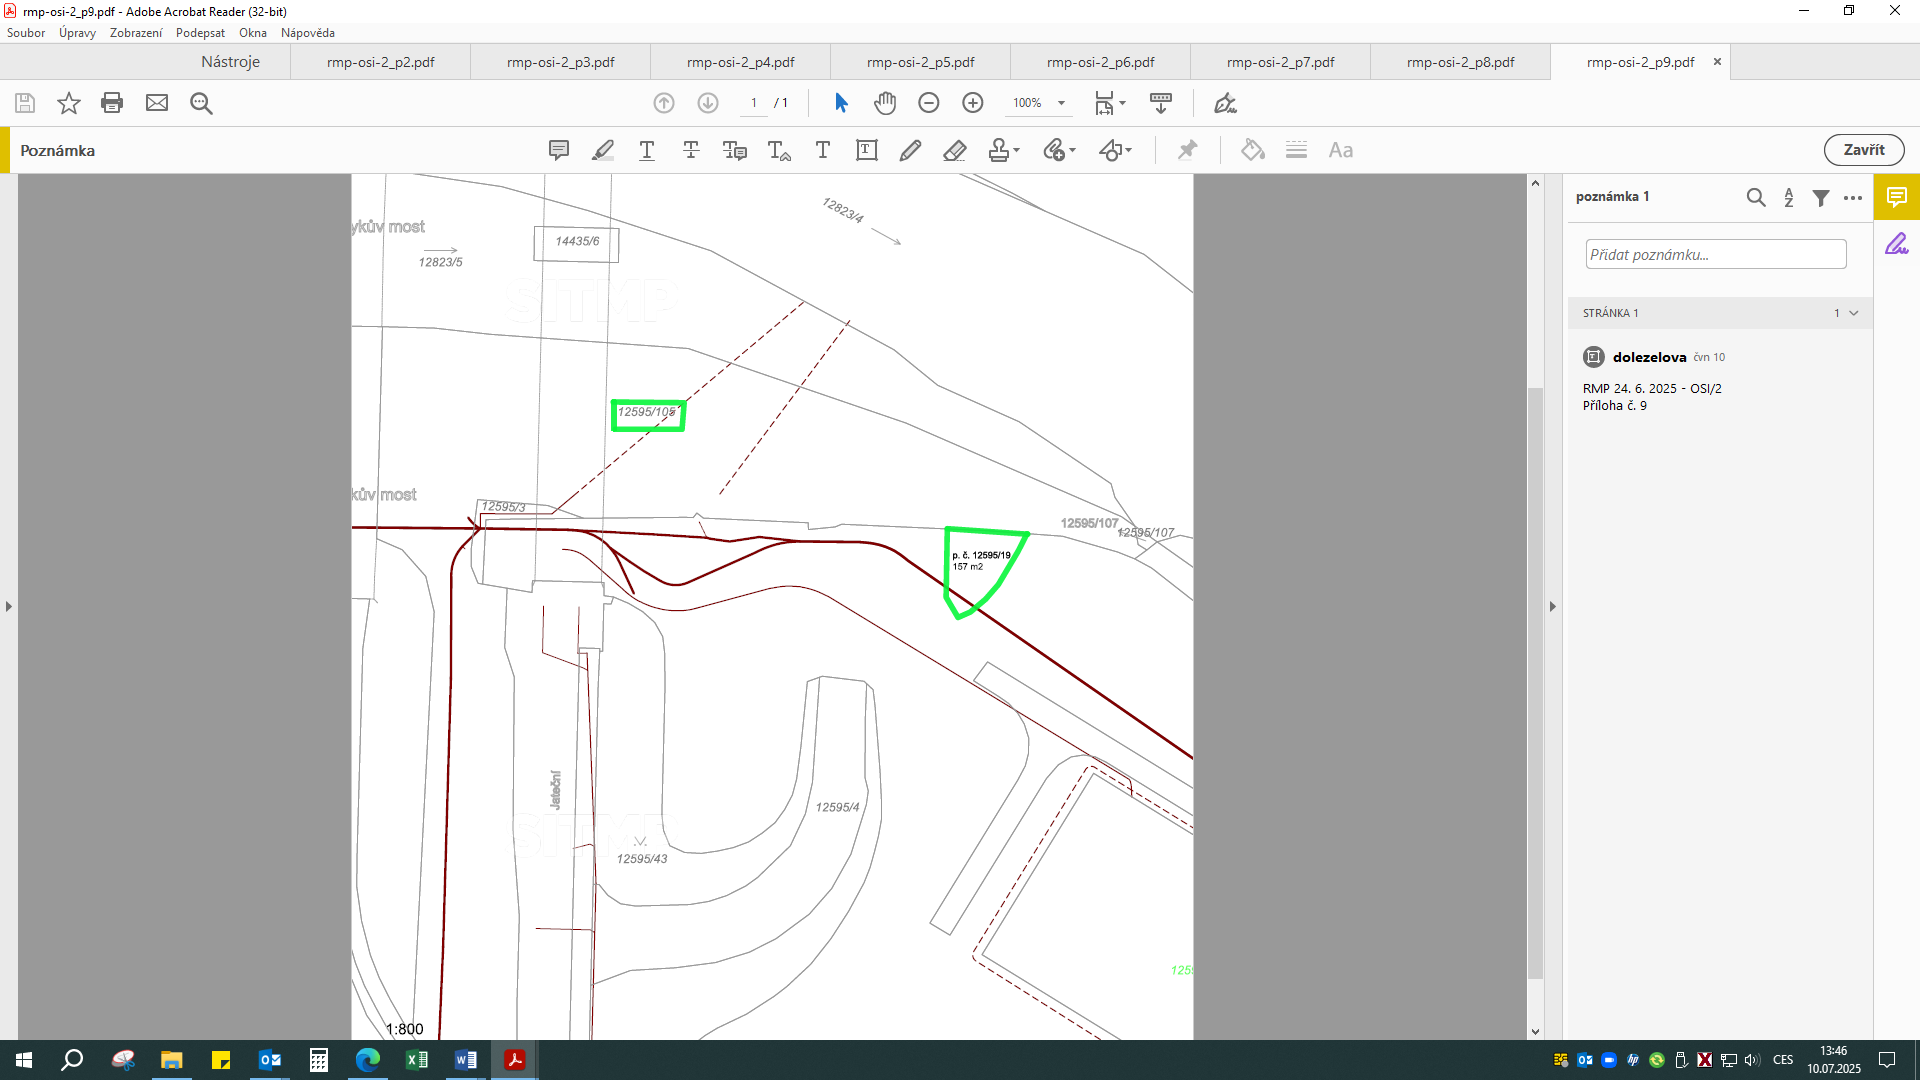 rmp-osi-2_p9.pdf - Adobe Acrobat Reader (32-bit)
Soubor Úpravy Zobrazení Podepsat Okna Nápověda
Nástroje rmp-osi-2_p2.pdf rmp-osi-2_p3.pdf rmp-osi-2_p4.pdf rmp-osi-2_p5.pdf rmp-osi-2_p6.pdf rmp-osi-2_p7.pdf rmp-osi-2_p8.pdf rmp-osi-2_p9.pdf
1 / 1 100%
Poznámka Aa Zavřít
poznámka 1
Přidat poznámku...
STRÁNKA 1 1
dolezelova čvn 10
RMP 24. 6. 2025 - OSI/2
Příloha č. 9
12823/4
ykův most
14435/6
12823/5
SITMP
12595/105
kův most
12595/3
12595/107
12595/107
p. č. 12595/19
157 m2
Jateční
12595/4
SITMP
12595/43
1259
1:800
CES
13:46
10.07.2025